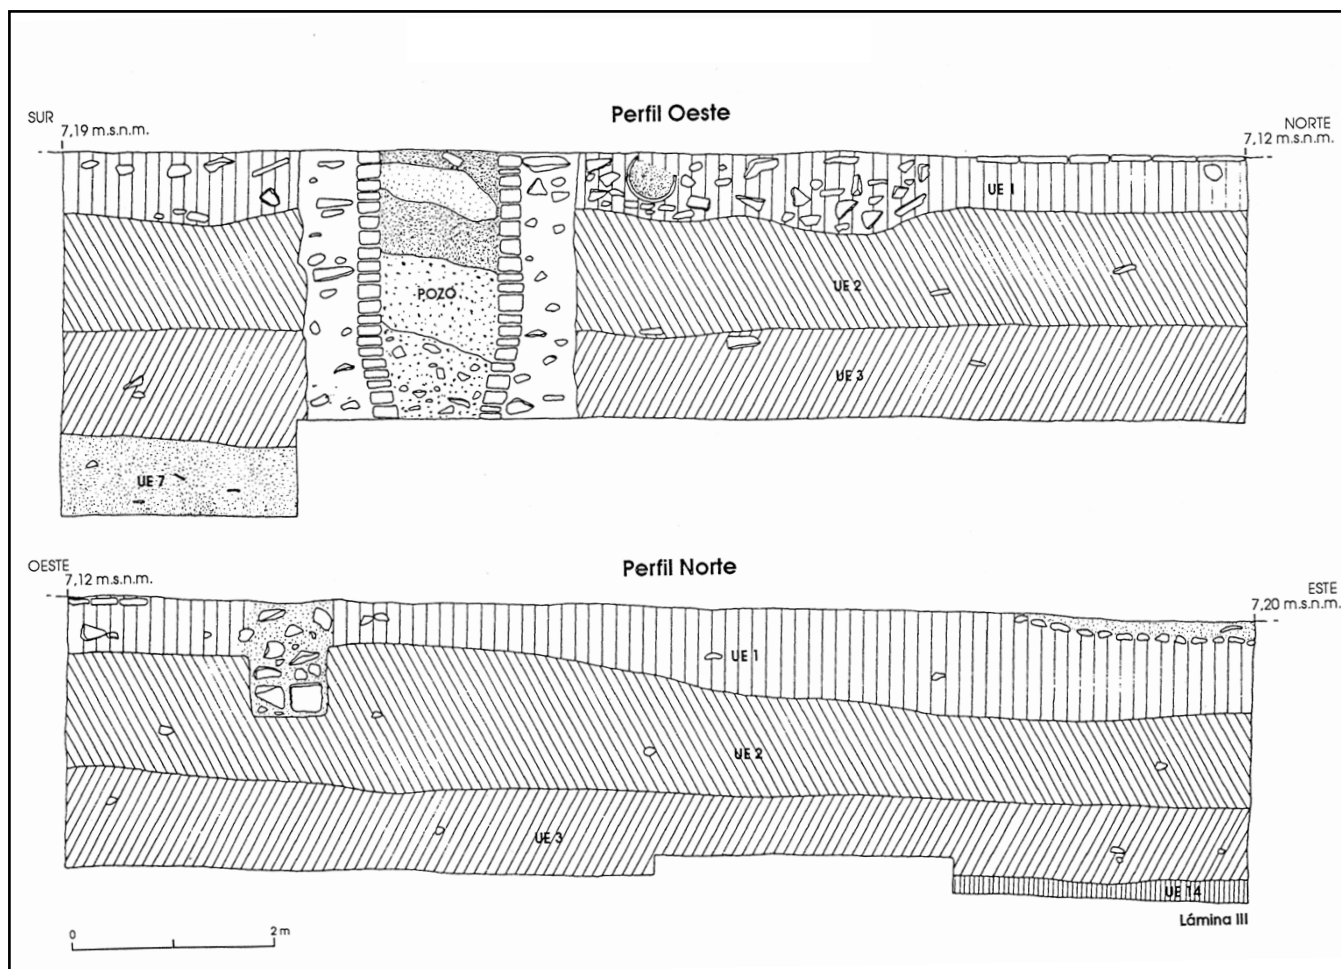 Perfil Oeste
SUR
7,19 m.s.n.m.
NORTE
7,12 m.s.n.m.
UE 1
UE 2
POZO
UE 3
UE 7
Perfil Norte
OESTE
7,12 m.s.n.m.
ESTE
7,20 m.s.n.m.
UE 1
UE 2
UE 3
UE 14
Lámina III
0
2 m